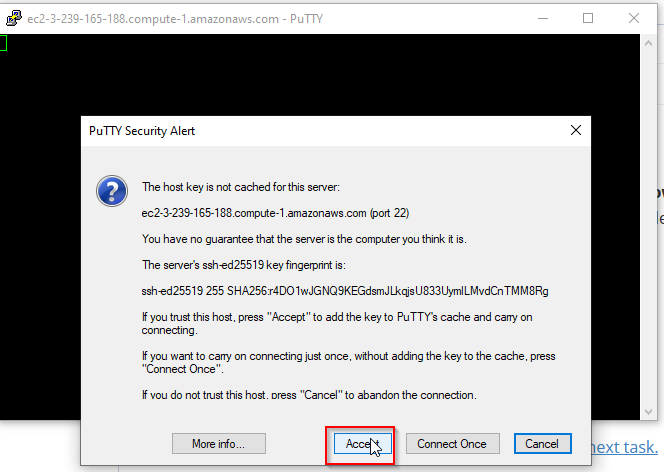 ec2-3-239-165-188.compute-1.amazonaws.com - PuTTY
PuTTY Security Alert
The host key is not cached for this server:
ec2-3-239-165-188.compute-1.amazonaws.com (port 22)
You have no guarantee that the server is the computer you think it is.
The server's ssh-ed25519 key fingerprint is:
ssh-ed25519 255 SHA256:r4DO1wJGNQ9KEGdsmJLkqjsU833UymlLMvdCnTMM8Rg
If you trust this host, press "Accept" to add the key to PuTTY's cache and carry on
connecting.
If you want to carry on connecting just once, without adding the key to the cache, press
"Connect Once".
If you do not trust this host, press "Cancel" to abandon the connection.
More info...
Accept
Connect Once
Cancel
next task.